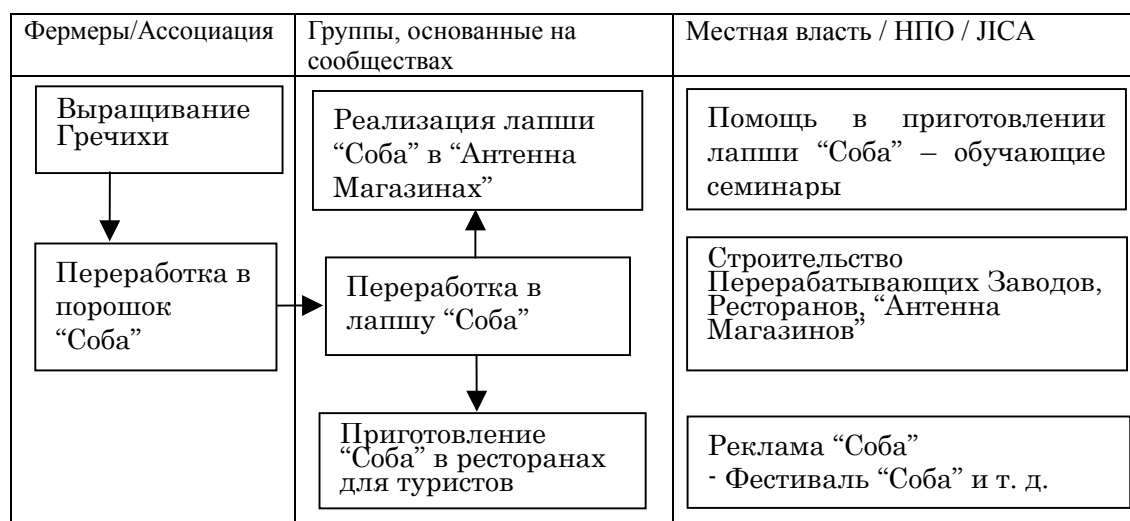 Фермеры/Ассоциация
Группы, основанные на
сообществах
Местная власть / НПО / JICA
Выращивание
Гречихи
Переработка в
порошок
“Соба”
Реализация лапши
“Соба” в “Антенна
Магазинах”
Переработка в
лапшу “Соба”
Приготовление
“Соба” в ресторанах
для туристов
Помощь в приготовлении
лапши “Соба” – обучающие
семинары
Строительство
Перерабатывающих Заводов,
Ресторанов, “Антенна
Магазинов”
Реклама “Соба”
- Фестиваль “Соба” и т. д.